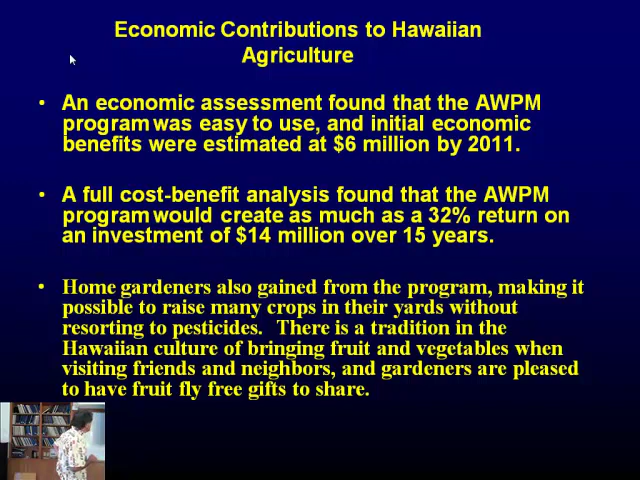 Economic Contributions to Hawaiian
Agriculture
• An economic assessment found that the AWPM
program was easy to use, and initial economic
benefits were estimated at $6 million by 2011.
• A full cost-benefit analysis found that the AWPM
program would create as much as a 32% return on
an investment of $14 million over 15 years.
• Home gardeners also gained from the program, making it
possible to raise many crops in their yards without
resorting to pesticides. There is a tradition in the
Hawaiian culture of bringing fruit and vegetables when
visiting friends and neighbors, and gardeners are pleased
to have fruit fly free gifts to share.